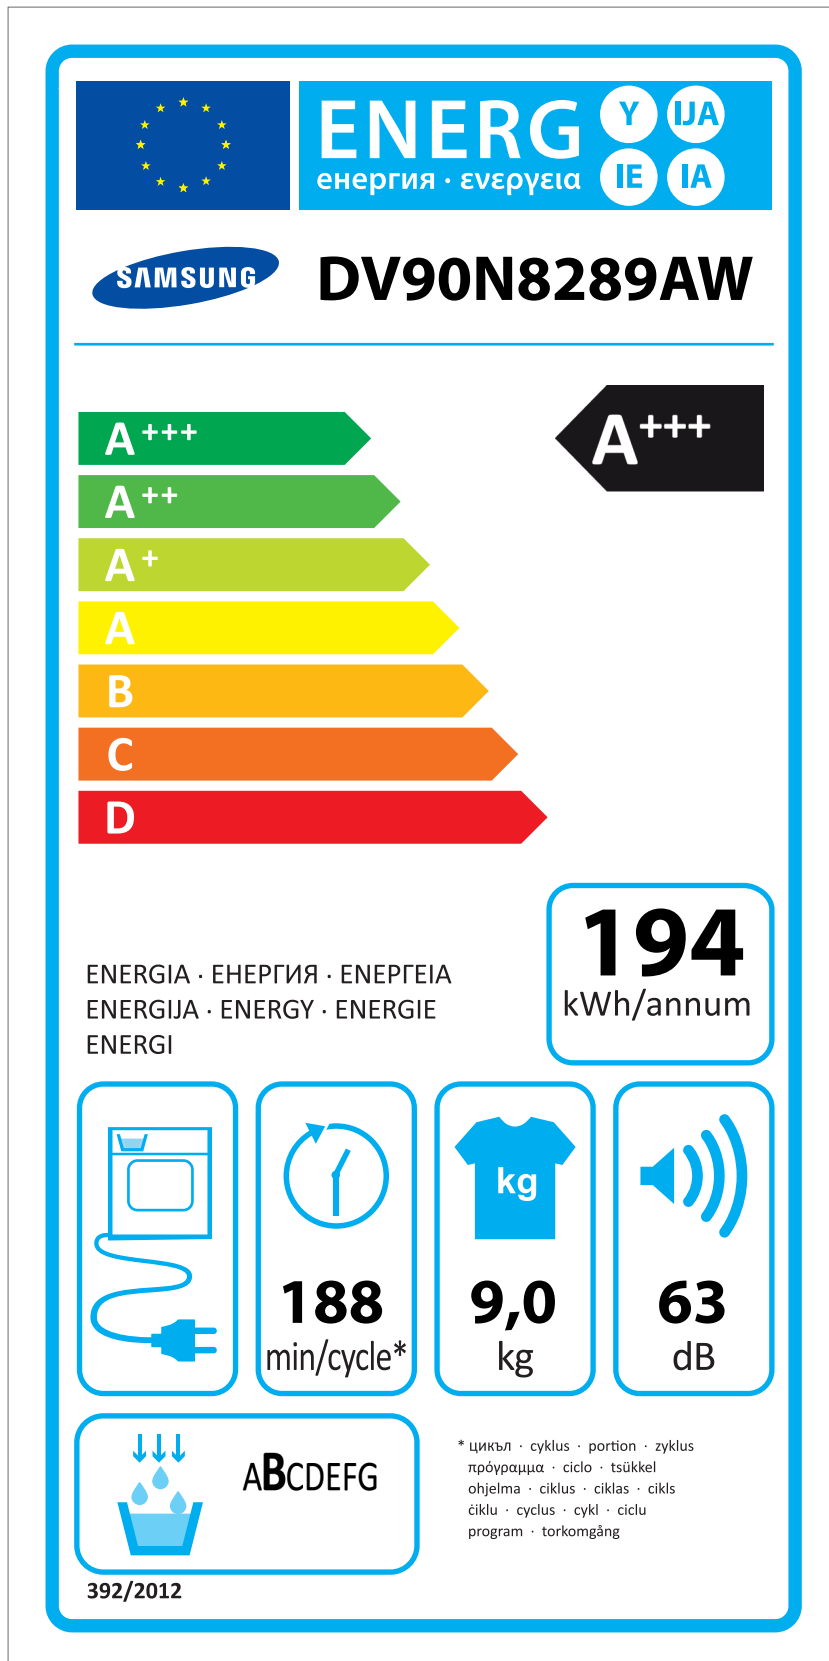 ENERG Y IJA
енергия · ενεργεια IE IA
SAMSUNG DV90N8289AW
A+++
A+++
A++
A+
A
B
C
D
194
kWh/annum
ENERGIA · ЕНЕРГИЯ · ΕΝΕΡΓΕΙΑ
ENERGIJA · ENERGY · ENERGIE
ENERGI
kg
188
min/cycle*
9,0
kg
63
dB
ABCDEFG
* цикъл · cyklus · portion · zyklus
πρόγραμμα · ciclo · tsükkel
ohjelma · ciklus · ciklas · cikls
ċiklu · cyclus · cykl · ciclu
program · torkomgång
392/2012